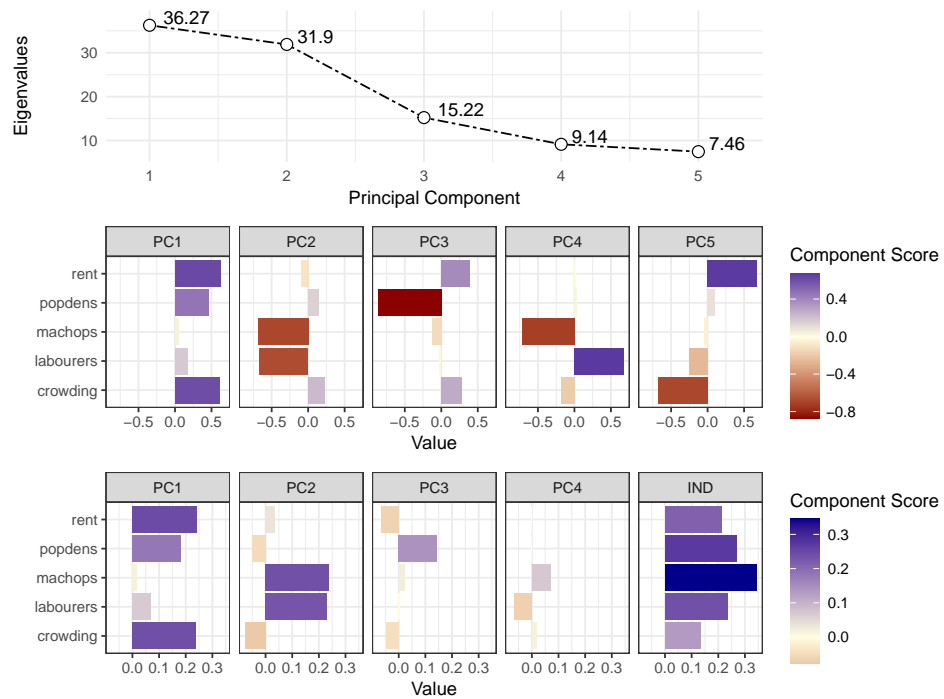 36.27
31.9
15.22
9.14
7.46
Eigenvalues
30
20
10
1 2 3 4 5
Principal Component
PC1 PC2 PC3 PC4 PC5
rent
popdens
machops
labourers
crowding
−0.5 0.0 0.5 −0.5 0.0 0.5 −0.5 0.0 0.5 −0.5 0.0 0.5 −0.5 0.0 0.5
Value
Component Score
0.4
0.0
−0.4
−0.8
PC1 PC2 PC3 PC4 IND
rent
popdens
machops
labourers
crowding
0.0 0.1 0.2 0.3 0.0 0.1 0.2 0.3 0.0 0.1 0.2 0.3 0.0 0.1 0.2 0.3 0.0 0.1 0.2 0.3
Value
Component Score
0.3
0.2
0.1
0.0